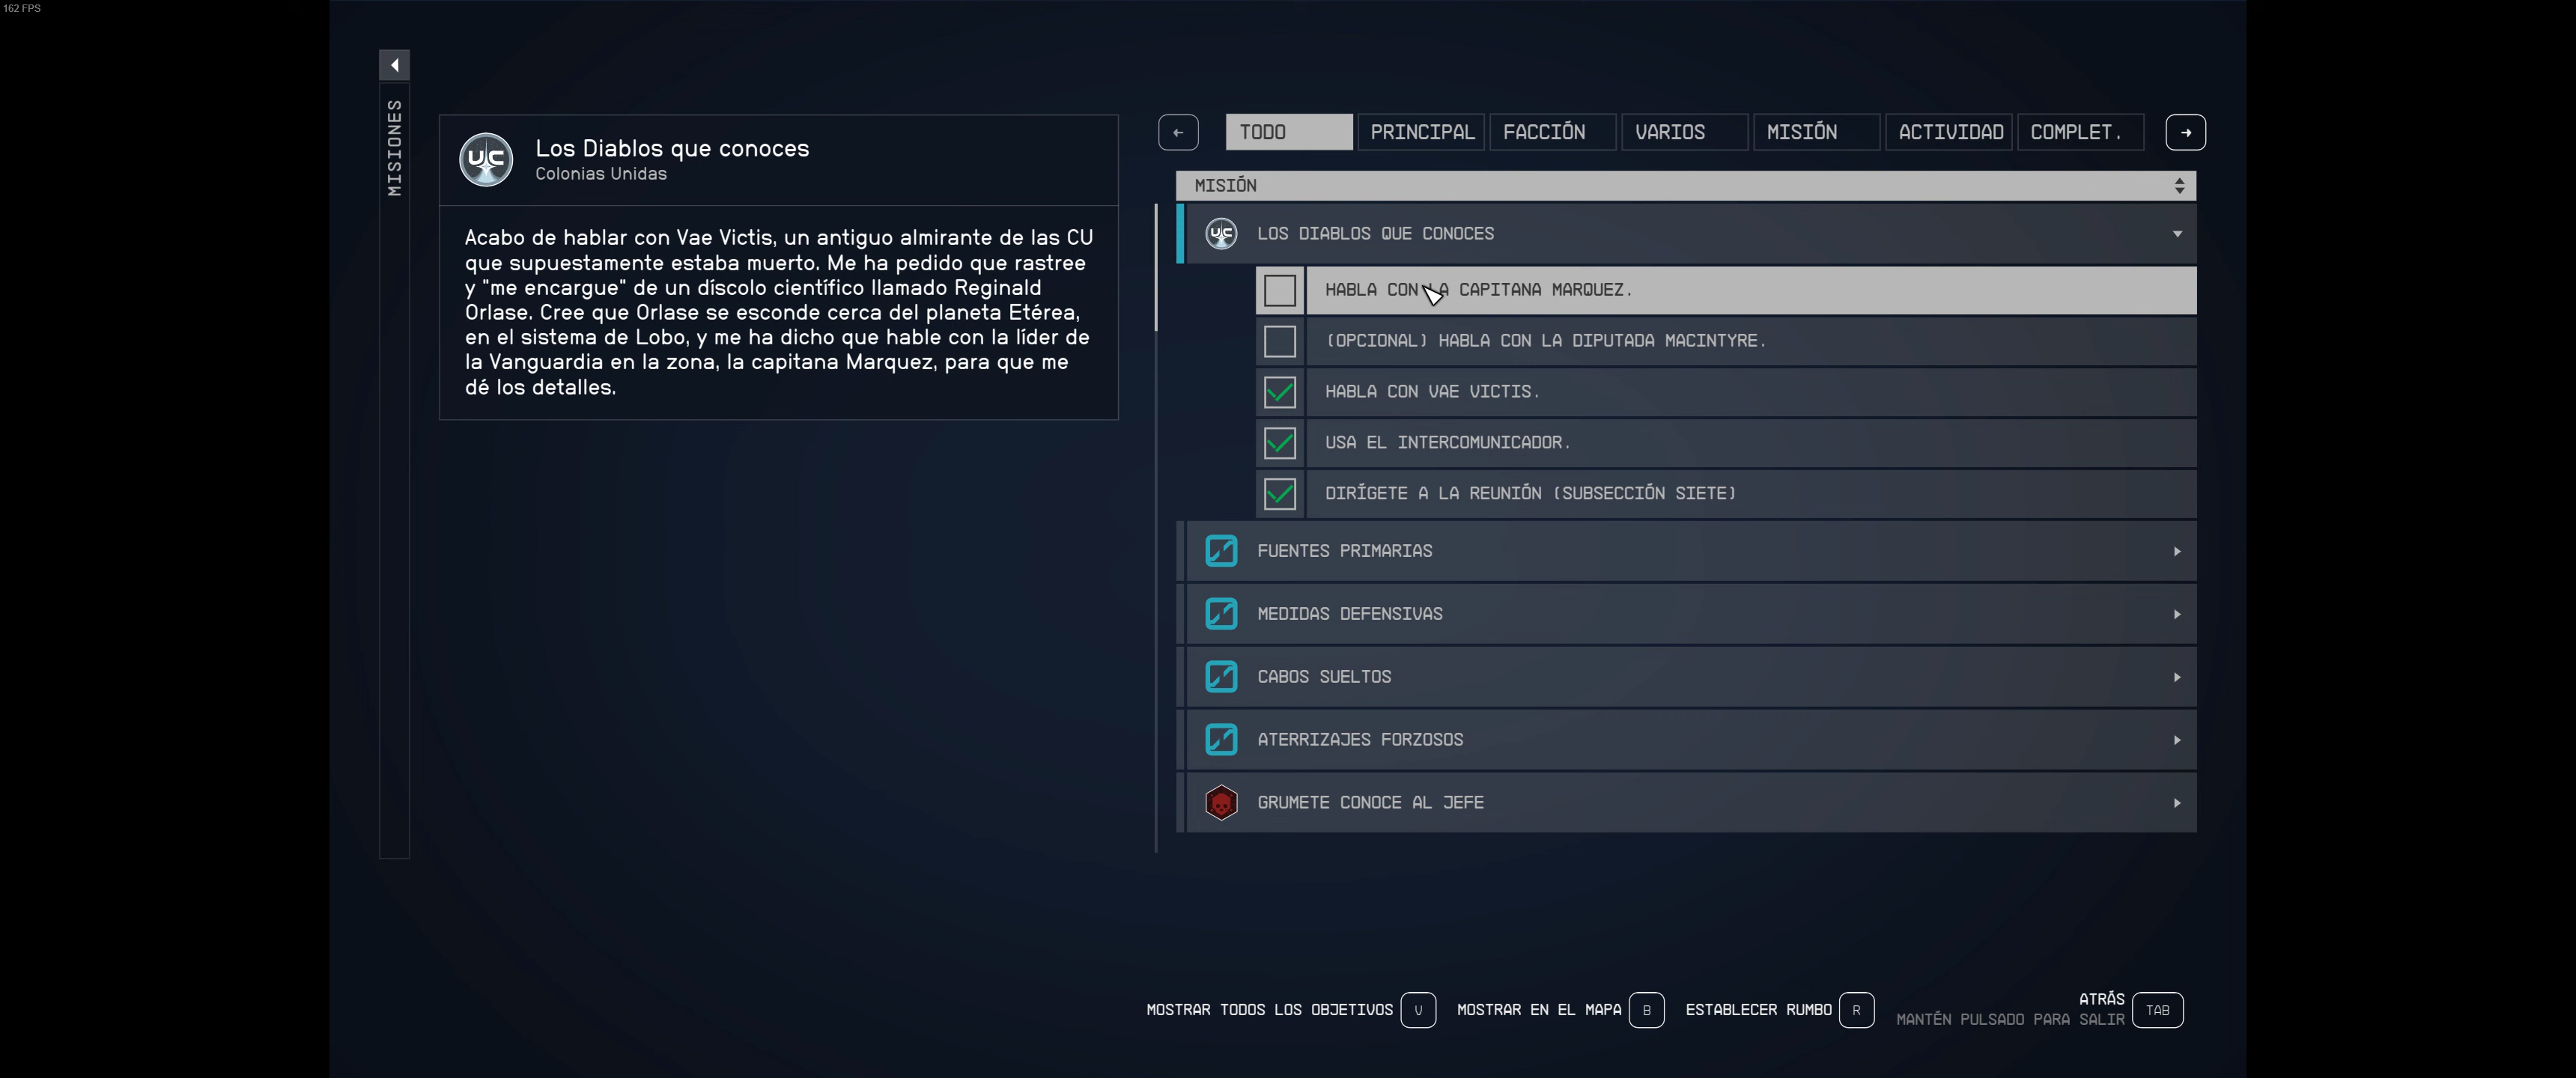 162 FPS
MISIONES
Los Diablos que conoces
Colonias Unidas
Acabo de hablar con Vae Victis, un antiguo almirante de las CU
que supuestamente estaba muerto. Me ha pedido que rastree
y "me encargue" de un díscolo científico llamado Reginald
Orlase. Cree que Orlase se esconde cerca del planeta Etérea,
en el sistema de Lobo, y me ha dicho que hable con la líder de
la Vanguardia en la zona, la capitana Marquez, para que me
dé los detalles.
TODO PRINCIPAL FACCIÓN VARIOS MISIÓN ACTIVIDAD COMPLET.
MISIÓN
UC LOS DIABLOS QUE CONOCES
HABLA CON LA CAPITANA MARQUEZ.
(OPCIONAL) HABLA CON LA DIPUTADA MACINTYRE.
HABLA CON VAE VICTIS.
USA EL INTERCOMUNICADOR.
DIRÍGETE A LA REUNIÓN (SUBSECCIÓN SIETE)
FUENTES PRIMARIAS
MEDIDAS DEFENSIVAS
CABOS SUELTOS
ATERRIZAJES FORZOSOS
GRUMETE CONOCE AL JEFE
MOSTRAR TODOS LOS OBJETIVOS V MOSTRAR EN EL MAPA B ESTABLECER RUMBO R ATRÁS TAB
MANTÉN PULSADO PARA SALIR